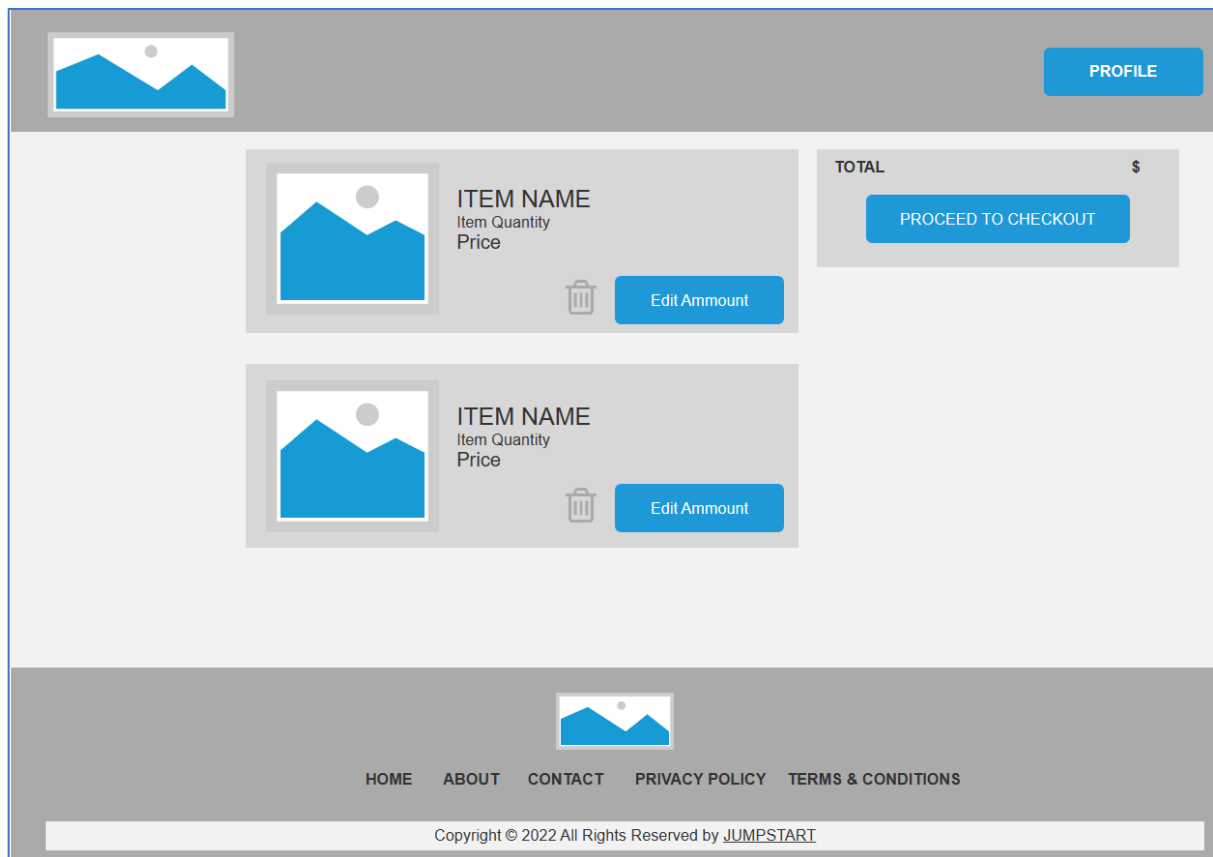 PROFILE
ITEM NAME
Item Quantity
Price
Edit Ammount
TOTAL $
PROCEED TO CHECKOUT
ITEM NAME
Item Quantity
Price
Edit Ammount
HOME ABOUT CONTACT PRIVACY POLICY TERMS & CONDITIONS
Copyright © 2022 All Rights Reserved by JUMPSTART